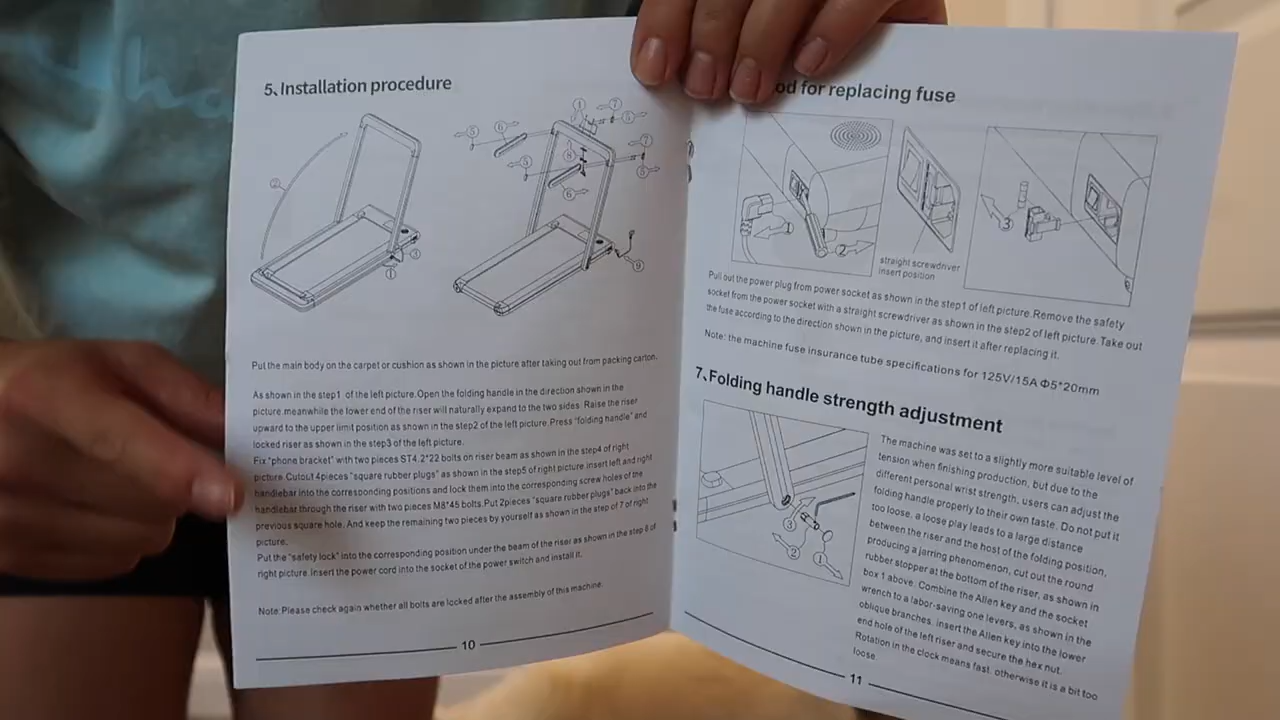 5、Installation procedure
Put the main body on the carpet or cushion as shown in the picture after taking out from packing carton.
As shown in the step1 of the left picture.Open the folding handle in the direction shown in the
picture.meanwhile the lower end of the riser will naturally expand to the two sides. Raise the riser
upward to the upper limit position as shown in the step2 of the left picture.Press "folding handle" and
locked riser as shown in the step3 of the left picture.
Fix "phone bracket" with two pieces ST4.2*22 bolts on riser beam as shown in the step4 of right
picture.Cutout 4pieces "square rubber plugs" as shown in the step5 of right picture.insert left and right
handlebar into the corresponding positions and lock them into the corresponding screw holes of the
handlebar through the riser with two pieces M8*45 bolts.Put 2pieces "square rubber plugs" back into the
previous square hole. And keep the remaining two pieces by yourself as shown in the step of 7 of right
picture.
Put the "safety lock" into the corresponding position under the beam of the riser as shown in the step 8 of
right picture.Insert the power cord into the socket of the power switch and install it.
Note:Please check again whether all bolts are locked after the assembly of this machine.
10
od for replacing fuse
straight screwdriver
insert position
Pull out the power plug from power socket as shown in the step1 of left picture.Remove the safety
socket from the power socket with a straight screwdriver as shown in the step2 of left picture.Take out
the fuse according to the direction shown in the picture, and insert it after replacing it.
Note: the machine fuse insurance tube specifications for 125V/15A Φ5*20mm
7、Folding handle strength adjustment
The machine was set to a slightly more suitable level of
tension when finishing production, but due to the
different personal wrist strength, users can adjust the
folding handle properly to their own taste. Do not put it
too loose, a loose play leads to a large distance
between the riser and the host of the folding position,
producing a jarring phenomenon, cut out the round
rubber stopper at the bottom of the riser, as shown in
box 1 above. Combine the Allen key and the socket
wrench to a labor-saving one levers, as shown in the
oblique branches. insert the Allen key into the lower
end hole of the left riser and secure the hex nut.
Rotation in the clock means fast. otherwise it is a bit too
loose.
11